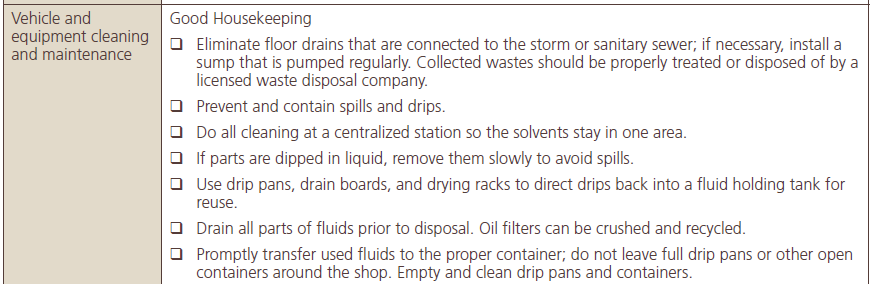 Vehicle and
equipment cleaning
and maintenance
Good Housekeeping
❑ Eliminate floor drains that are connected to the storm or sanitary sewer; if necessary, install a
sump that is pumped regularly. Collected wastes should be properly treated or disposed of by a
licensed waste disposal company.
❑ Prevent and contain spills and drips.
❑ Do all cleaning at a centralized station so the solvents stay in one area.
❑ If parts are dipped in liquid, remove them slowly to avoid spills.
❑ Use drip pans, drain boards, and drying racks to direct drips back into a fluid holding tank for
reuse.
❑ Drain all parts of fluids prior to disposal. Oil filters can be crushed and recycled.
❑ Promptly transfer used fluids to the proper container; do not leave full drip pans or other open
containers around the shop. Empty and clean drip pans and containers.